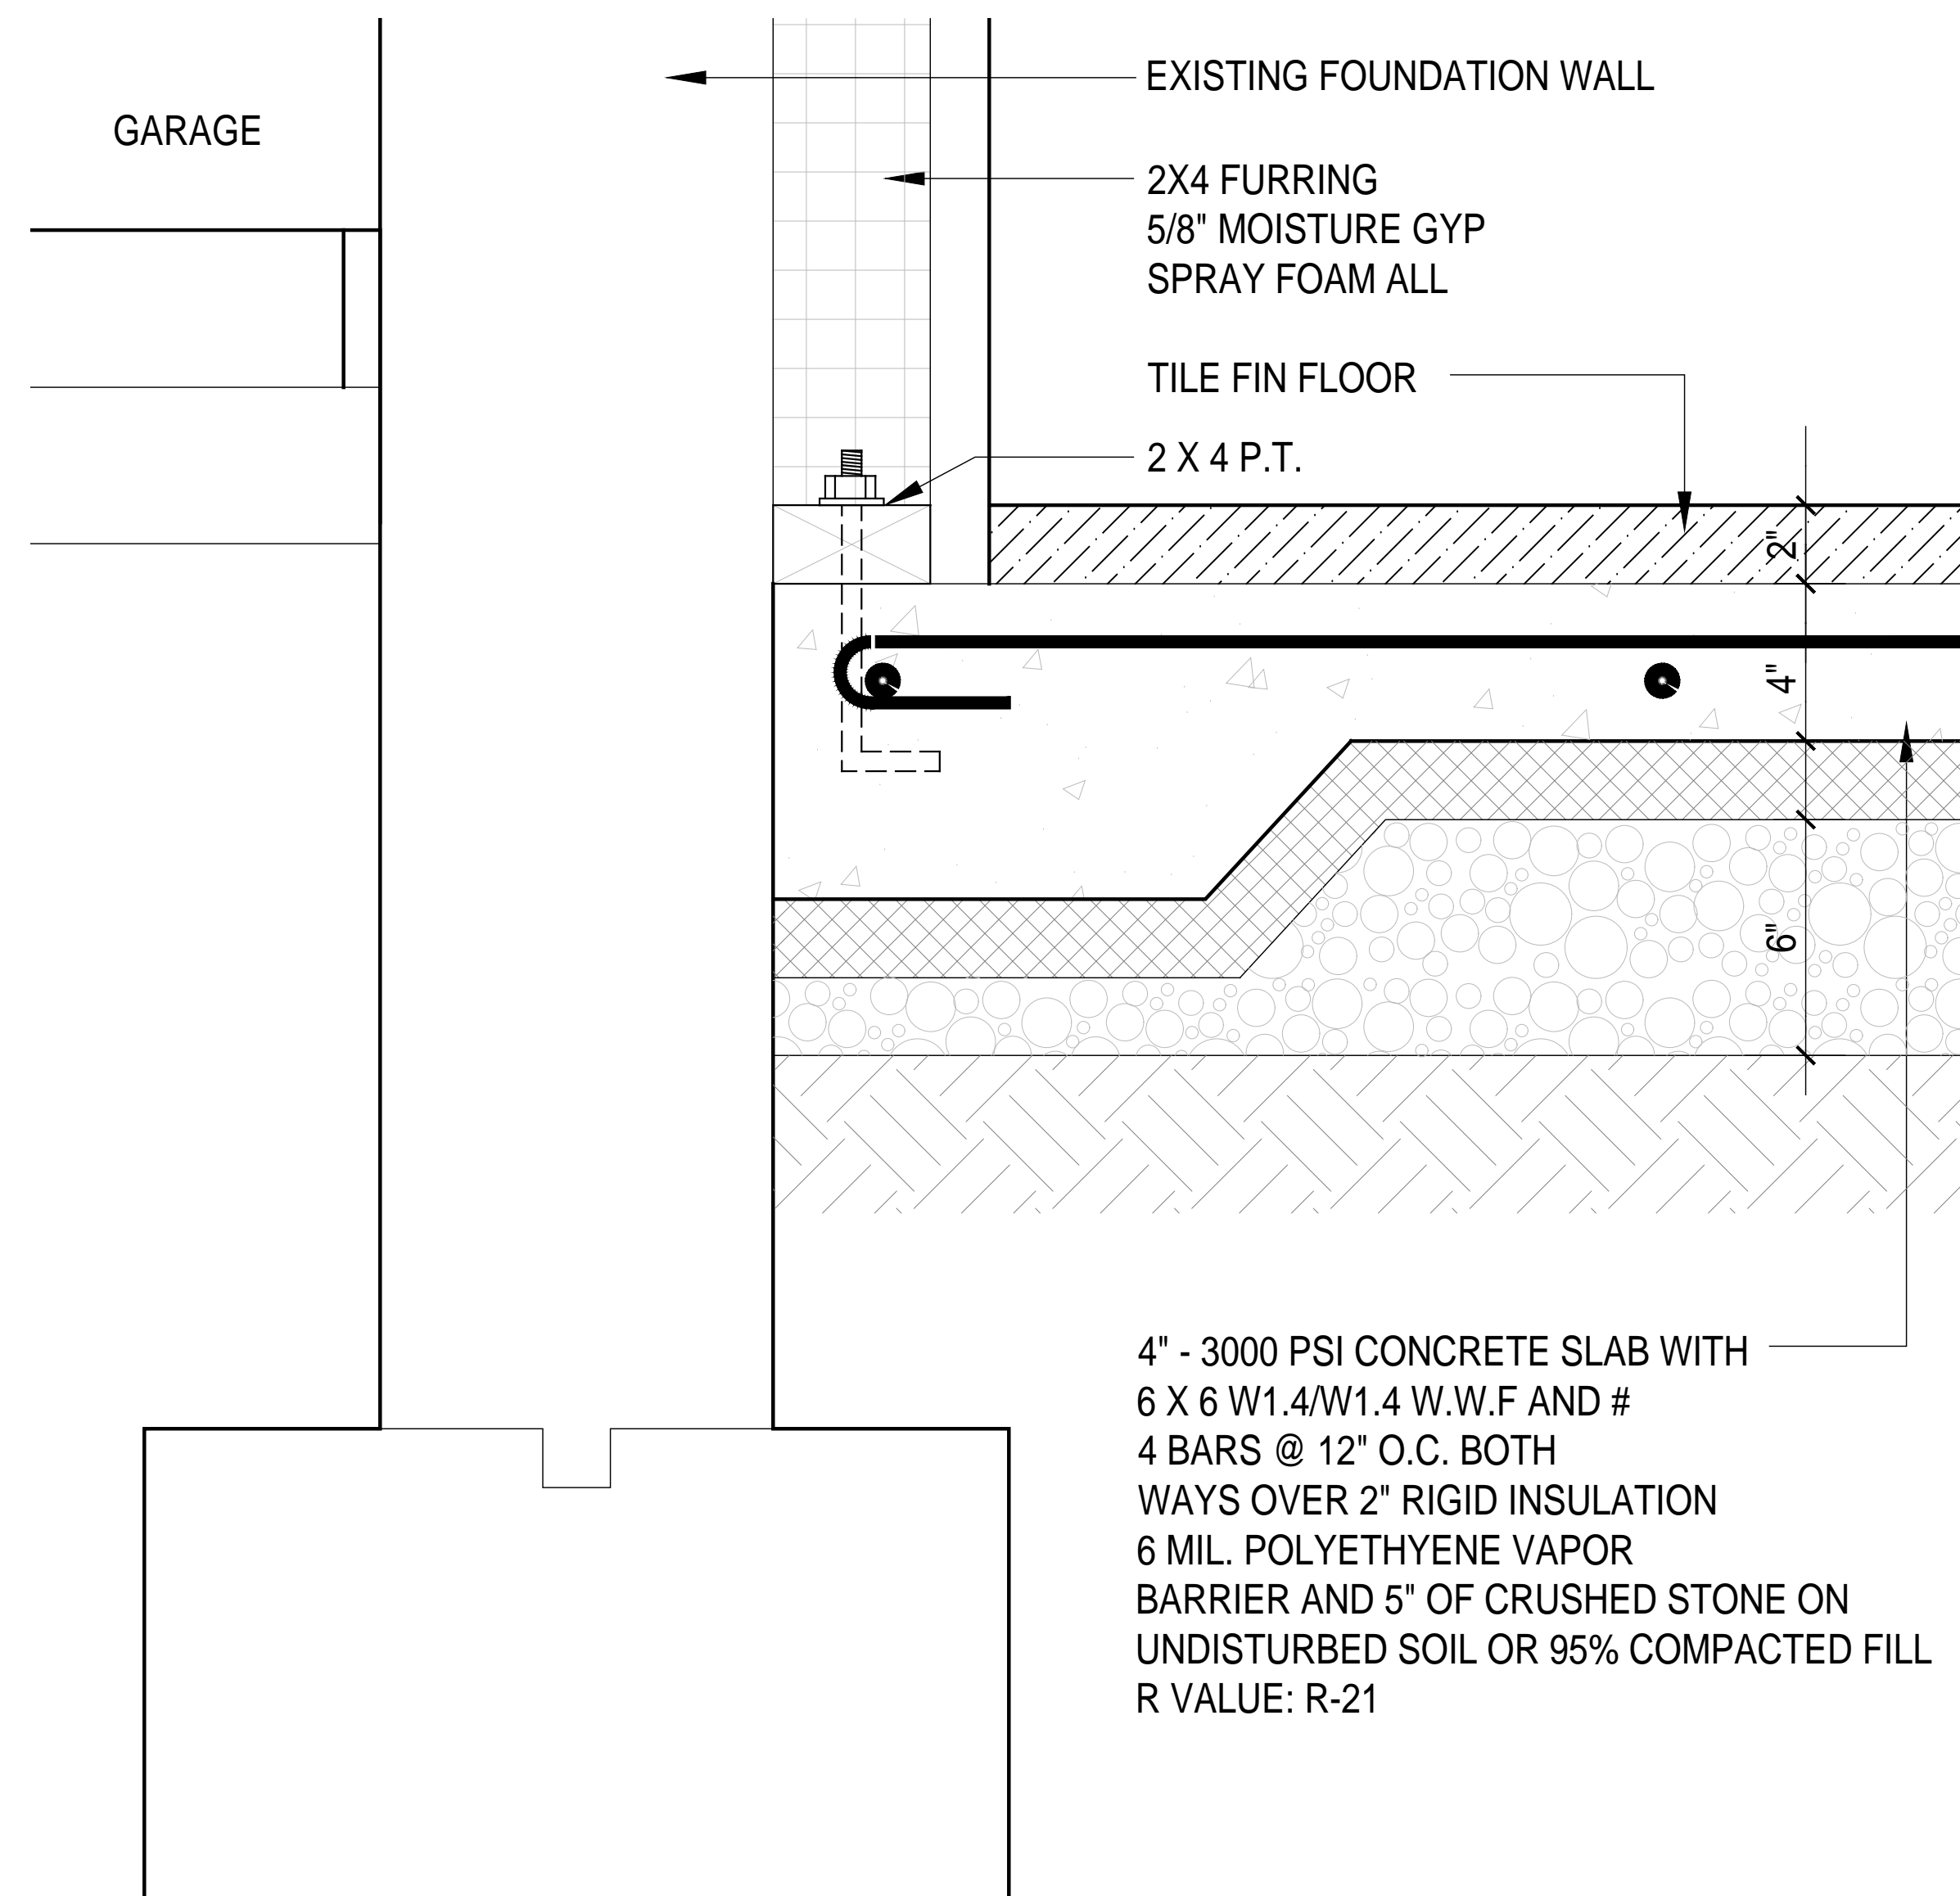 EXISTING FOUNDATION WALL
GARAGE
2X4 FURRING
5/8" MOISTURE GYP
SPRAY FOAM ALL
TILE FIN FLOOR
2 X 4 P.T.
2"
4"
6"
4" - 3000 PSI CONCRETE SLAB WITH
6 X 6 W1.4/W1.4 W.W.F AND #
4 BARS @ 12" O.C. BOTH
WAYS OVER 2" RIGID INSULATION
6 MIL. POLYETHYENE VAPOR
BARRIER AND 5" OF CRUSHED STONE ON
UNDISTURBED SOIL OR 95% COMPACTED FILL
R VALUE: R-21